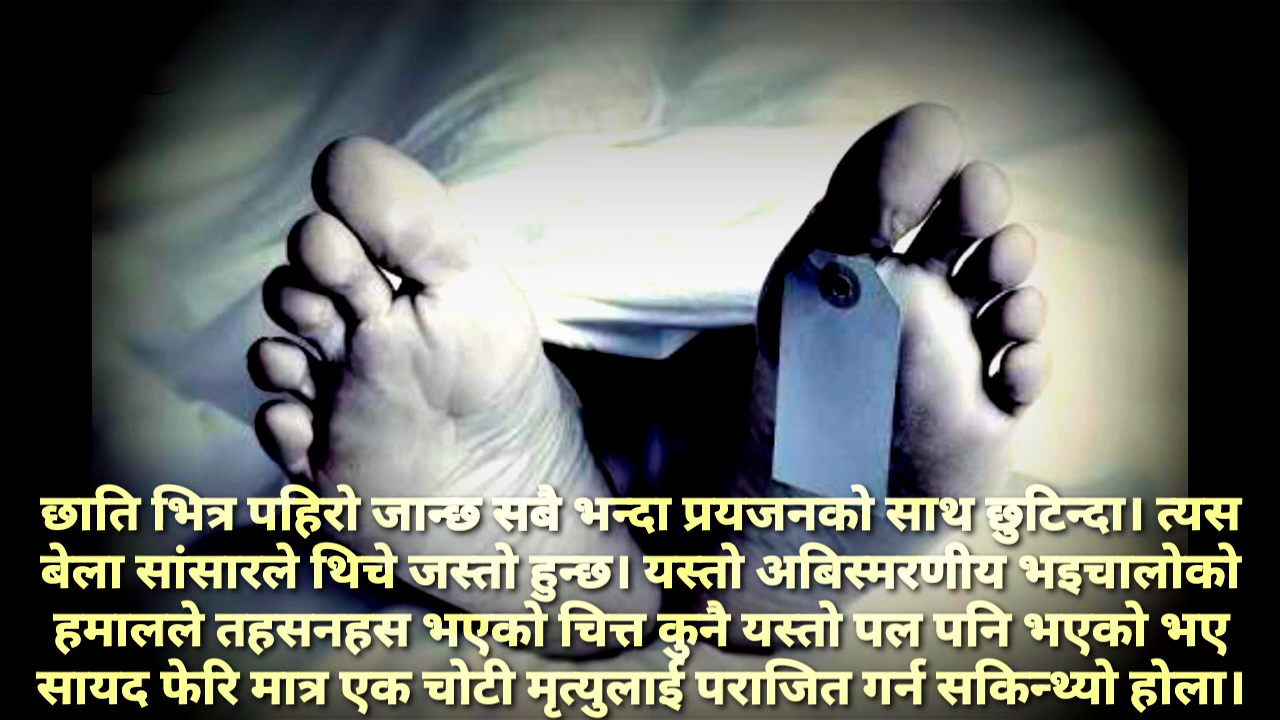 छाति भित्र पहिरो जान्छ सबै भन्दा प्रयजनको साथ छुटिन्दा। त्यस
बेला सांसारले थिचे जस्तो हुन्छ। यस्तो अबिस्मरणीय भइचालोको
हमालले तहसनहस भएको चित्त कुनै यस्तो पल पनि भएको भए
सायद फेरि मात्र एक चोटी मृत्युलाई पराजित गर्न सकिन्थ्यो होला।